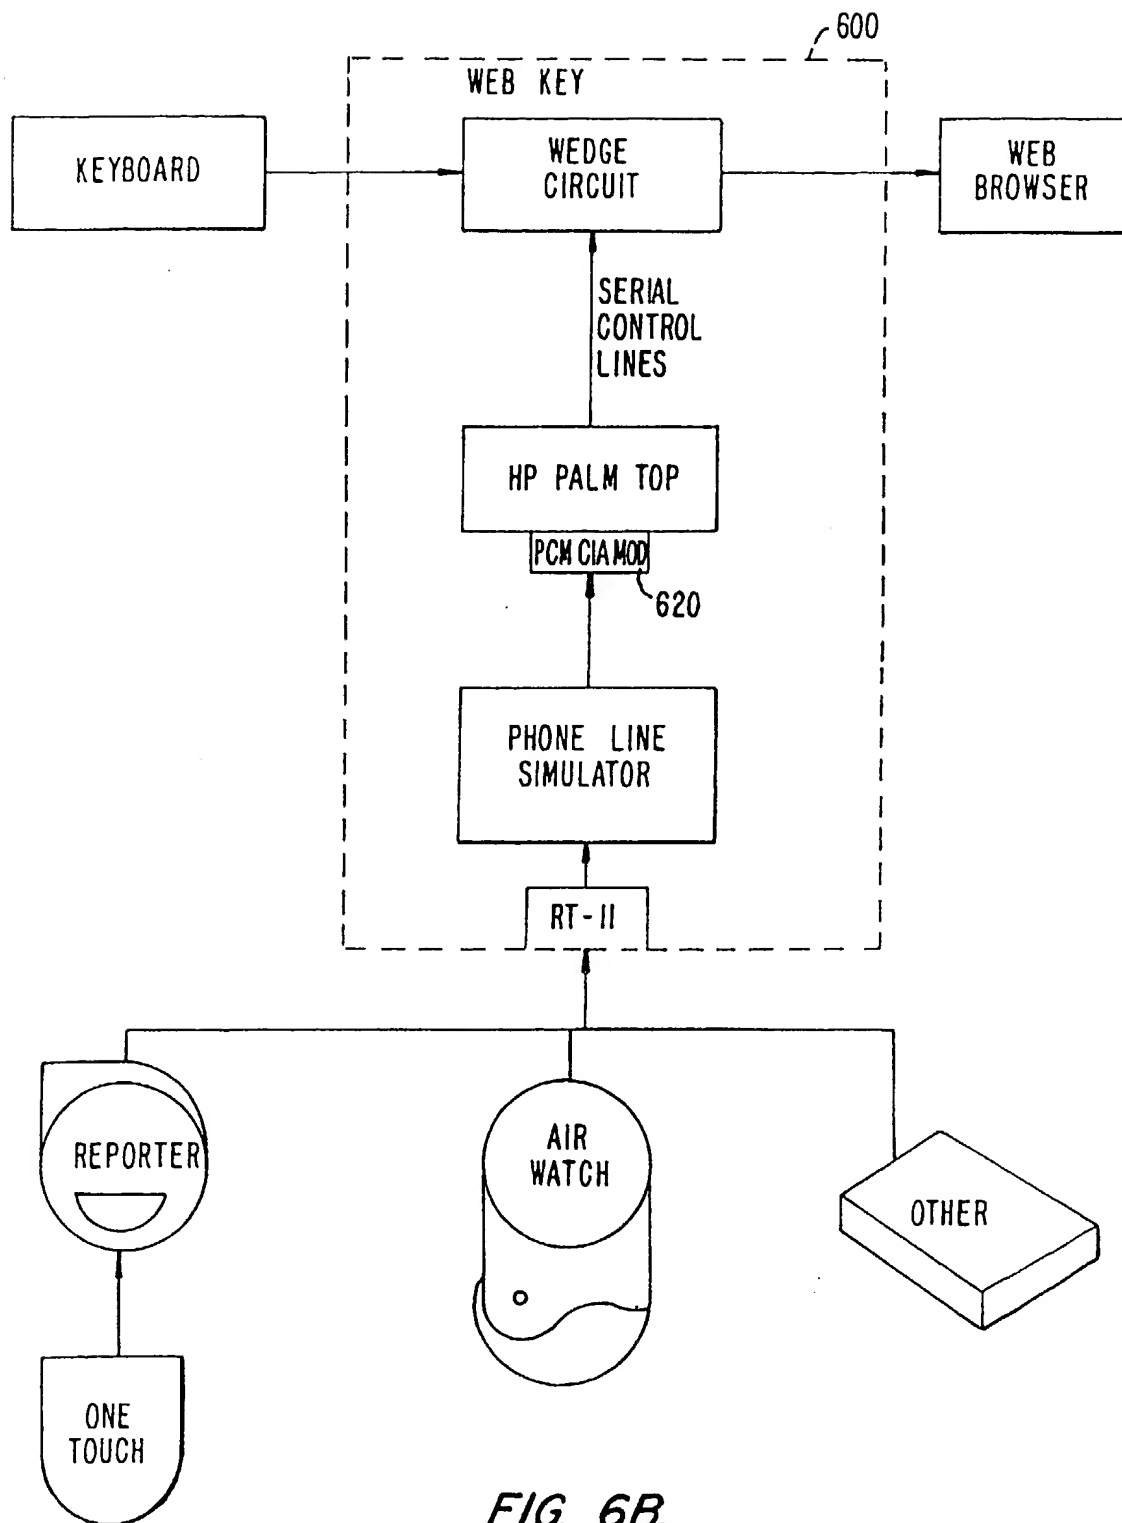 600
WEB KEY
KEYBOARD
WEDGE
CIRCUIT
WEB
BROWSER
SERIAL
CONTROL
LINES
HP PALM TOP
PCMCIA MOD
620
PHONE LINE
SIMULATOR
RT-11
REPORTER
AIR
WATCH
OTHER
ONE
TOUCH
FIG 6B